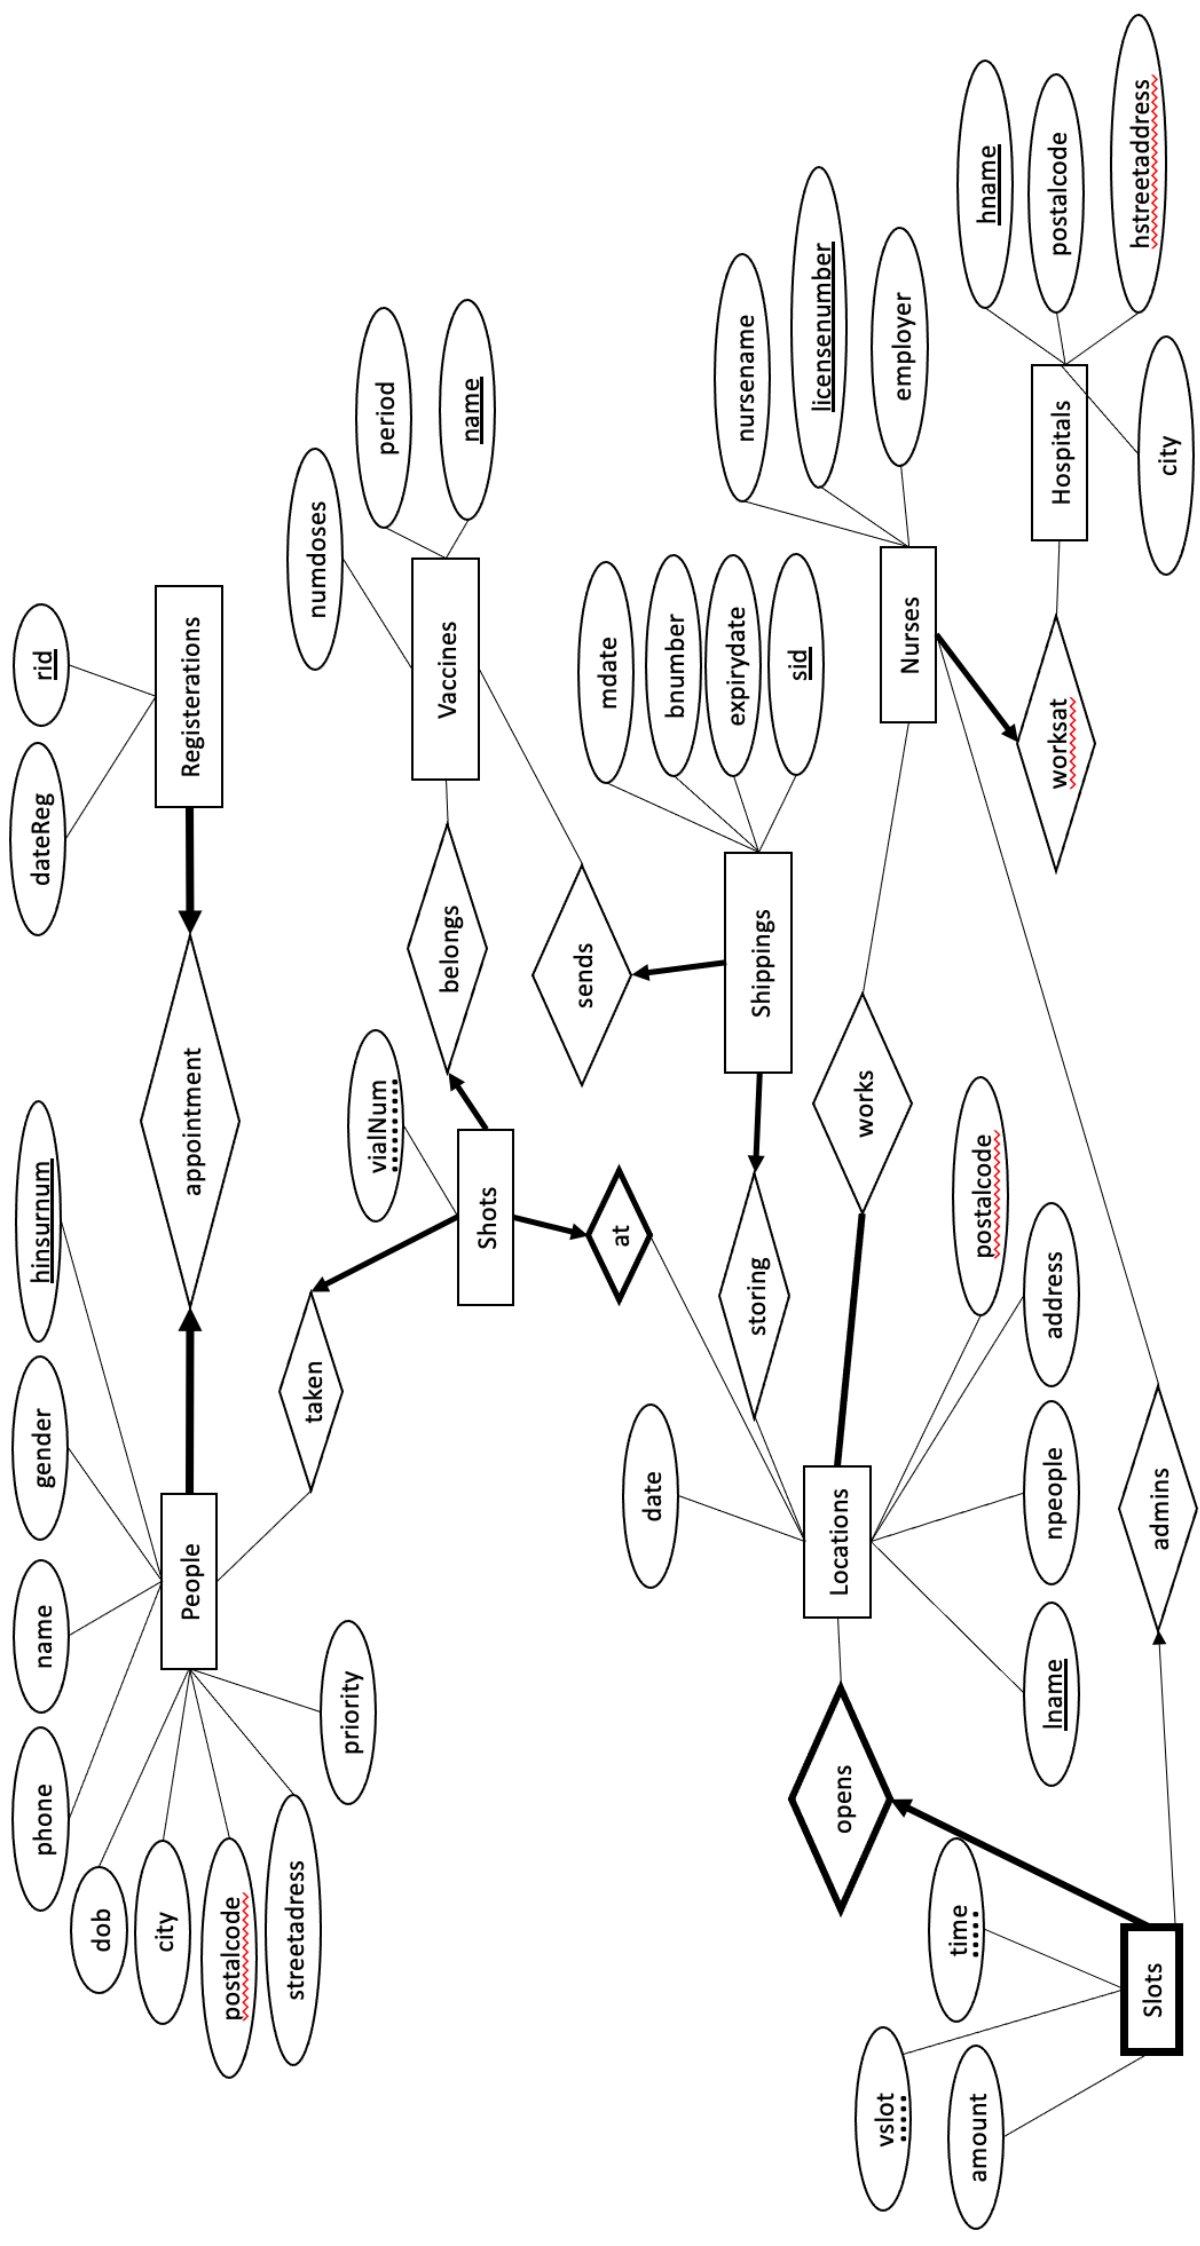 phone
name
gender
hinsurnum
dateReg
rid
dob
city
postalcode
streetadress
priority
People
appointment
Registerations
taken
vialNum
numdoses
period
name
Shots
belongs
Vaccines
at
sends
date
storing
Shippings
mdate
bnumber
expirydate
sid
Locations
works
Nurses
nursename
licensenumber
employer
opens
lname
npeople
address
postalcode
worksat
Hospitals
hname
postalcode
hstreetaddress
city
vslot
time
amount
Slots
admins